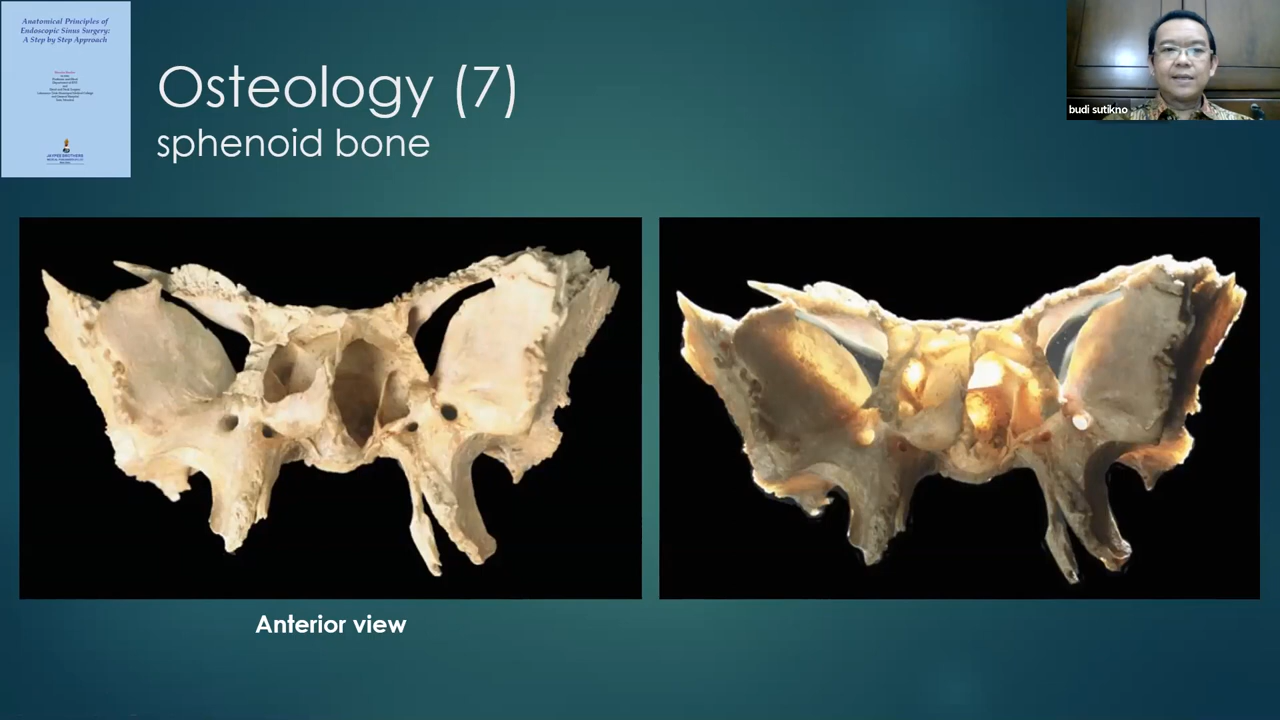 Anatomical Principles of
Endoscopic Sinus Surgery:
A Step by Step Approach
Osteology (7)
sphenoid bone
budi sutikno
Anterior view